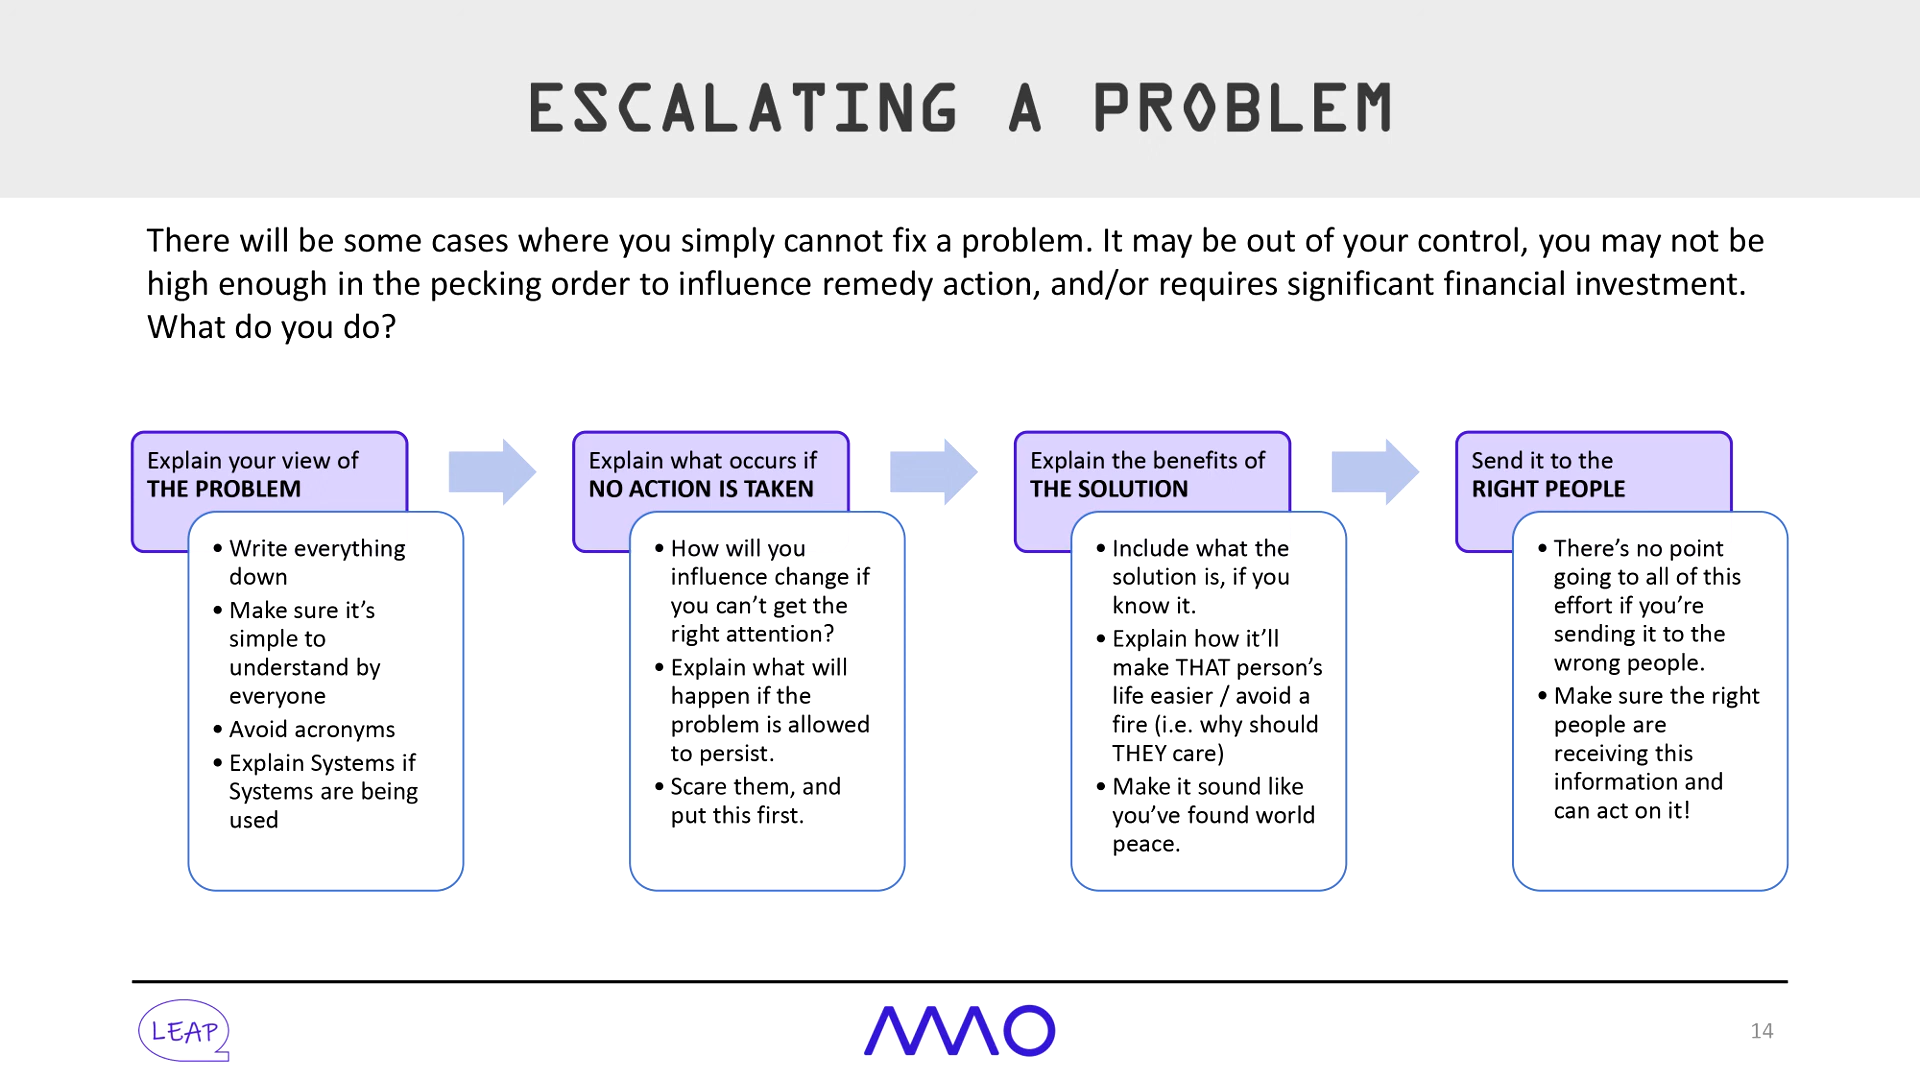 ESCALATING A PROBLEM
There will be some cases where you simply cannot fix a problem. It may be out of your control, you may not be
high enough in the pecking order to influence remedy action, and/or requires significant financial investment.
What do you do?
Explain your view of
THE PROBLEM
• Write everything
down
• Make sure it’s
simple to
understand by
everyone
• Avoid acronyms
• Explain Systems if
Systems are being
used
Explain what occurs if
NO ACTION IS TAKEN
• How will you
influence change if
you can’t get the
right attention?
• Explain what will
happen if the
problem is allowed
to persist.
• Scare them, and
put this first.
Explain the benefits of
THE SOLUTION
• Include what the
solution is, if you
know it.
• Explain how it’ll
make THAT person’s
life easier / avoid a
fire (i.e. why should
THEY care)
• Make it sound like
you’ve found world
peace.
Send it to the
RIGHT PEOPLE
• There’s no point
going to all of this
effort if you’re
sending it to the
wrong people.
• Make sure the right
people are
receiving this
information and
can act on it!
LEAP
14